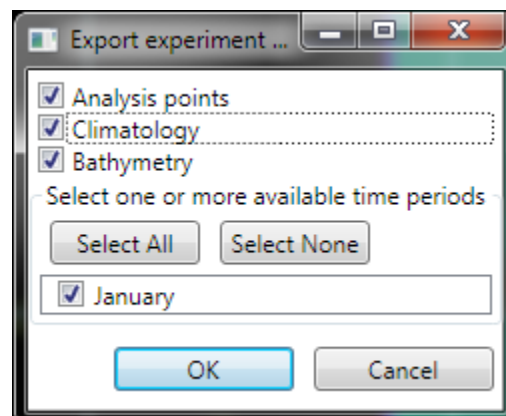 Export experiment ...
Analysis points
Climatology
Bathymetry
Select one or more available time periods
Select All Select None
January
OK Cancel